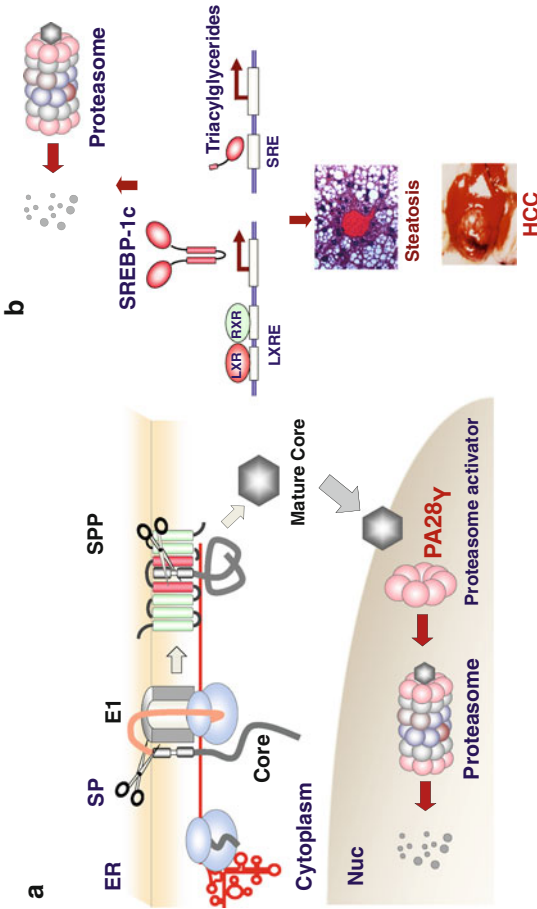 a
ER
SP
E1
SPP
Core
Cytoplasm
Mature Core
Nuc
PA28γ
Proteasome activator
Proteasome
b
Proteasome
SREBP-1c
LXR
RXR
LXRE
Triacylglycerides
SRE
Steatosis
HCC